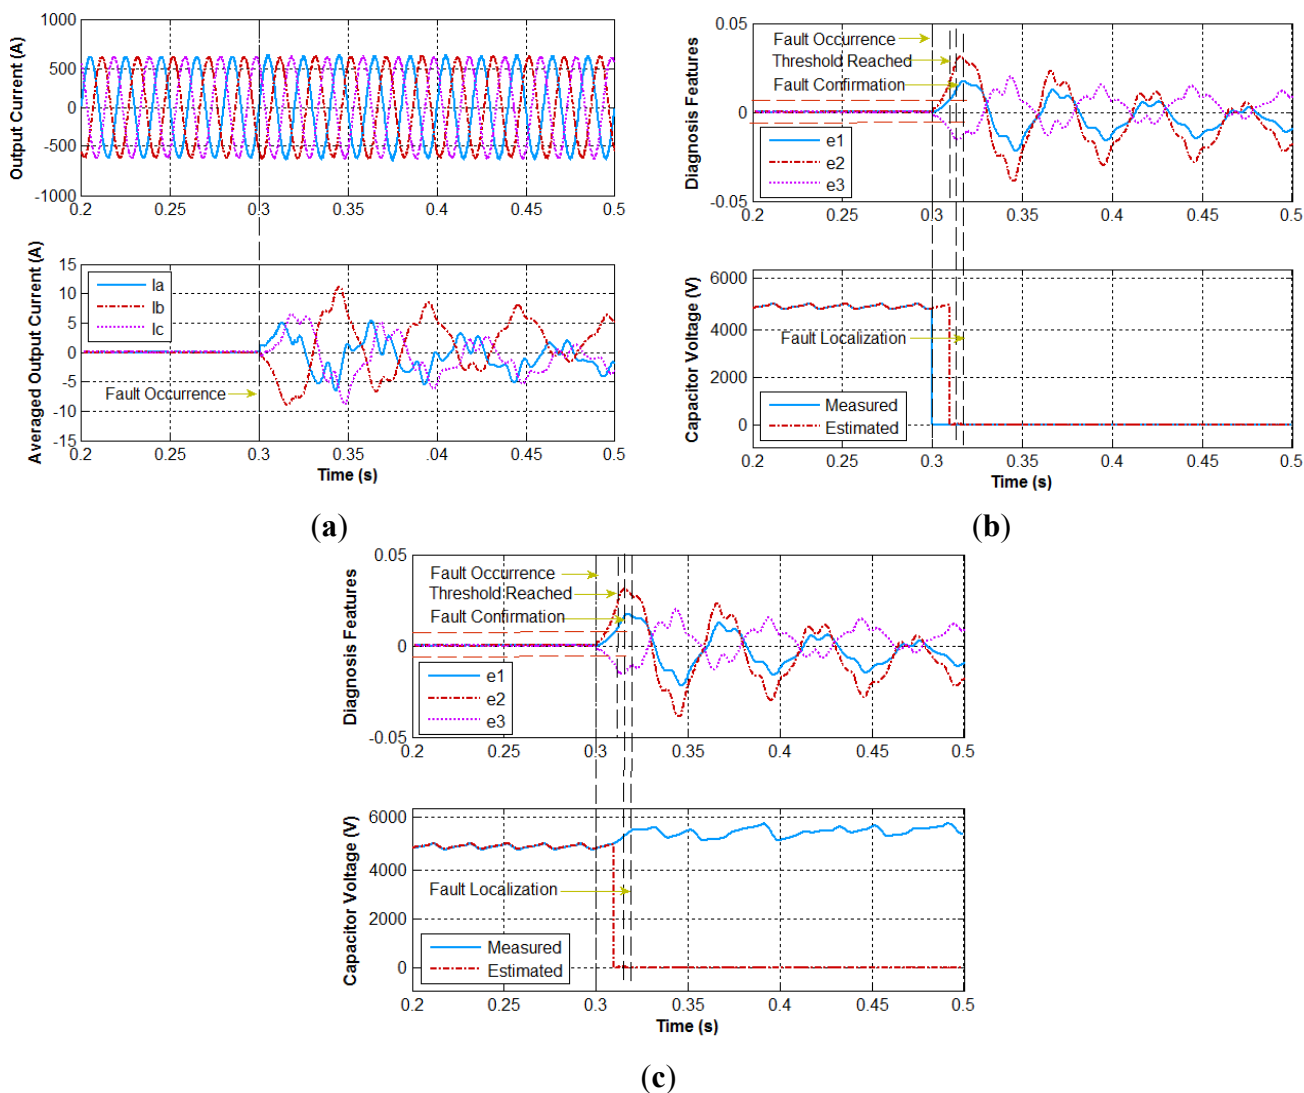 Output Current (A)
1000
500
0
-500
-1000
0.2
0.25
0.3
0.35
0.4
0.45
0.5
Averaged Output Current (A)
15
10
5
0
-5
-10
-15
Ia
Ib
Ic
Fault Occurrence
0.2
0.25
0.3
0.35
.04
0.45
0.5
Time (s)
(a)
Diagnosis Features
0.05
0
-0.05
Fault Occurrence
Threshold Reached
Fault Confirmation
e1
e2
e3
0.2
0.25
0.3
0.35
0.4
0.45
0.5
Capacitor Voltage (V)
6000
4000
2000
0
Fault Localization
Measured
Estimated
0.2
0.25
0.3
0.35
0.4
0.45
0.5
Time (s)
(b)
Diagnosis Features
0.05
0
-0.05
Fault Occurrence
Threshold Reached
Fault Confirmation
e1
e2
e3
0.2
0.25
0.3
0.35
0.4
0.45
0.5
Capacitor Voltage (V)
6000
4000
2000
0
Fault Localization
Measured
Estimated
0.2
0.25
0.3
0.35
0.4
0.45
0.5
Time (s)
(c)